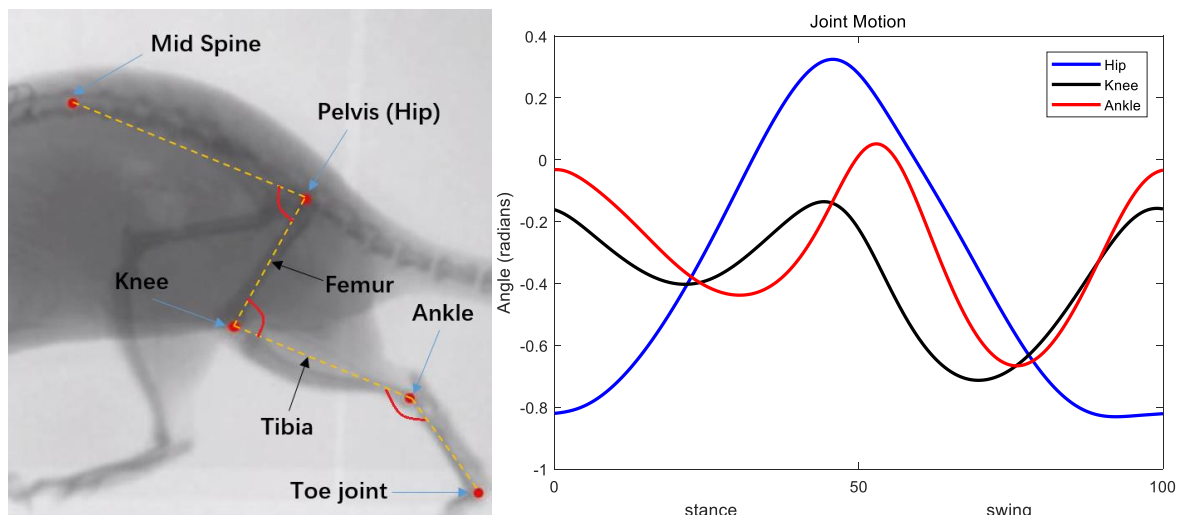 Mid Spine
Pelvis (Hip)
Knee
Femur
Ankle
Tibia
Toe joint
Joint Motion
Hip
Knee
Ankle
Angle (radians)
0.4
0.2
0
-0.2
-0.4
-0.6
-0.8
-1
0
50
100
stance
swing